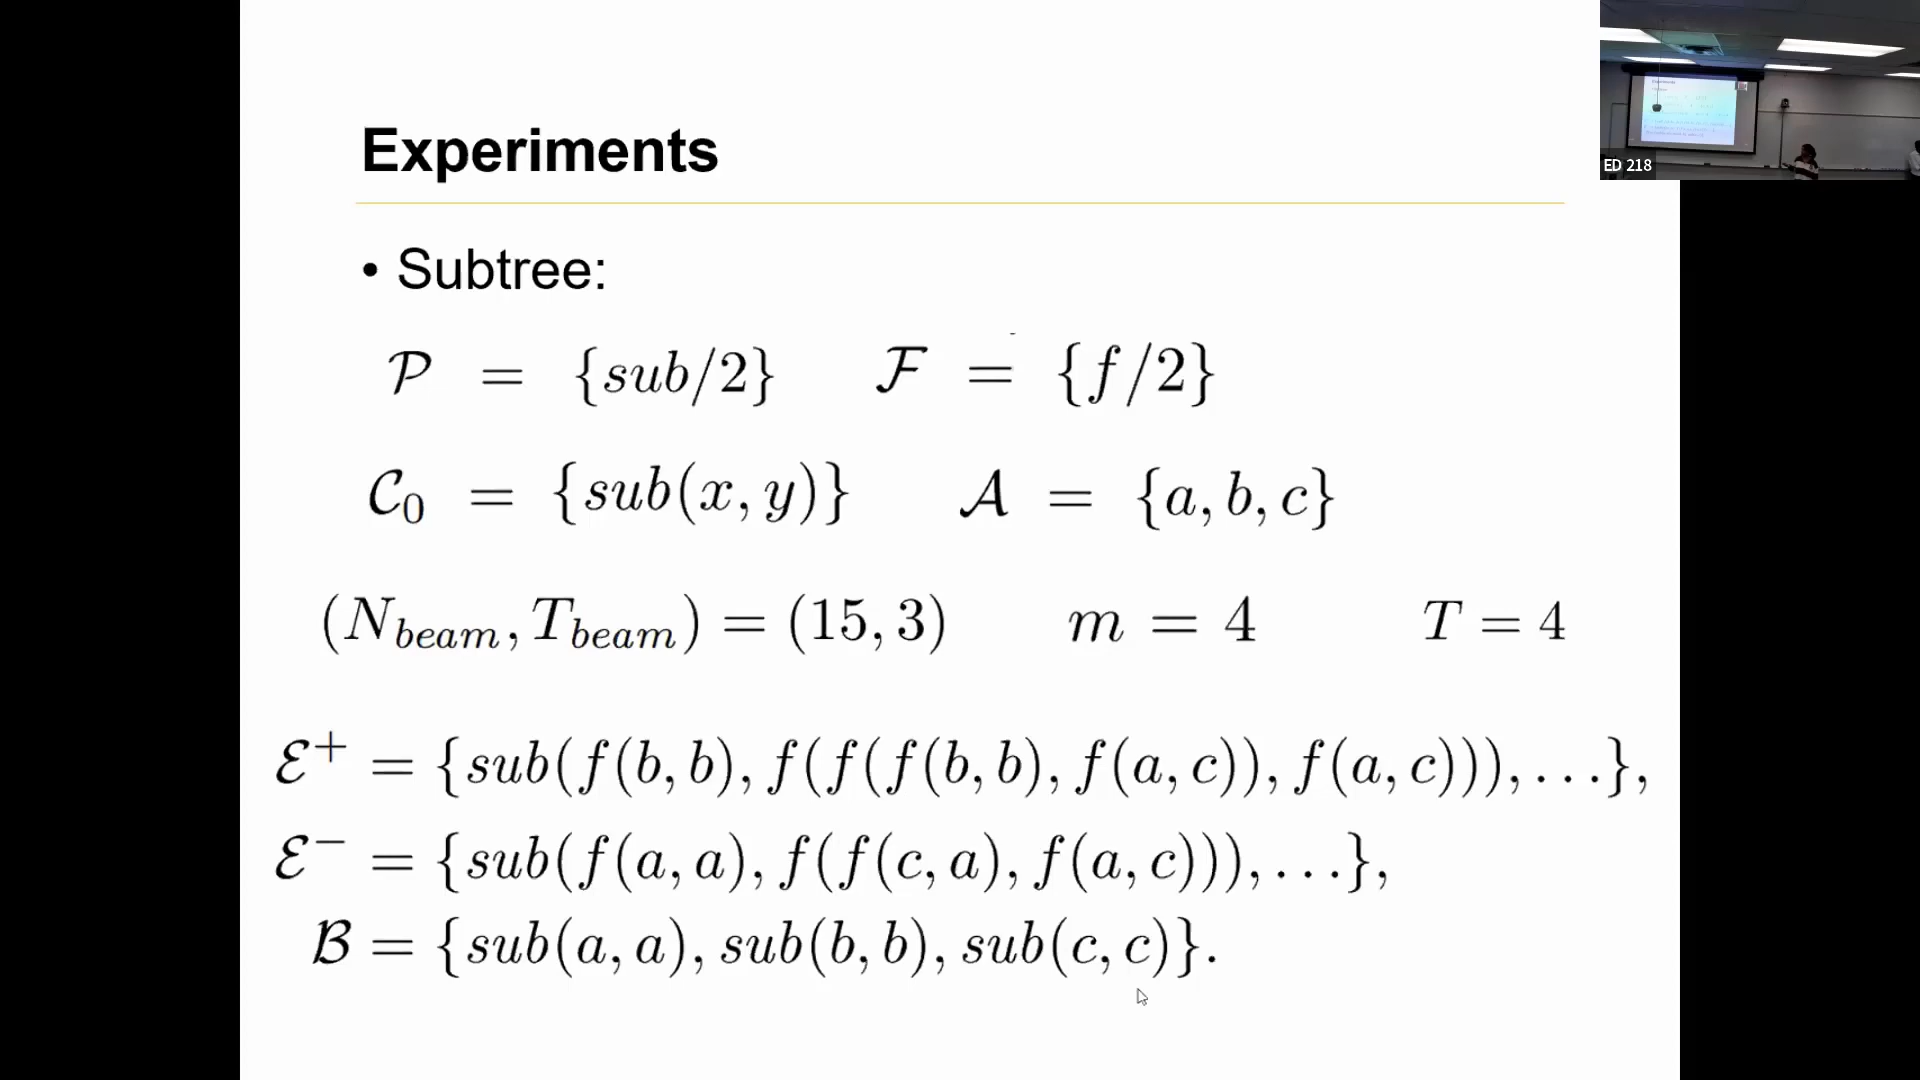 Experiments
• Subtree:
𝒫 = {sub/2} ℱ = {f/2}
𝒞₀ = {sub(x, y)} 𝒜 = {a, b, c}
(N_beam, T_beam) = (15, 3) m = 4 T = 4
ℰ⁺ = {sub(f(b, b), f(f(f(b, b), f(a, c)), f(a, c))), . . .},
ℰ⁻ = {sub(f(a, a), f(f(c, a), f(a, c))), . . .},
ℬ = {sub(a, a), sub(b, b), sub(c, c)}.
ED 218